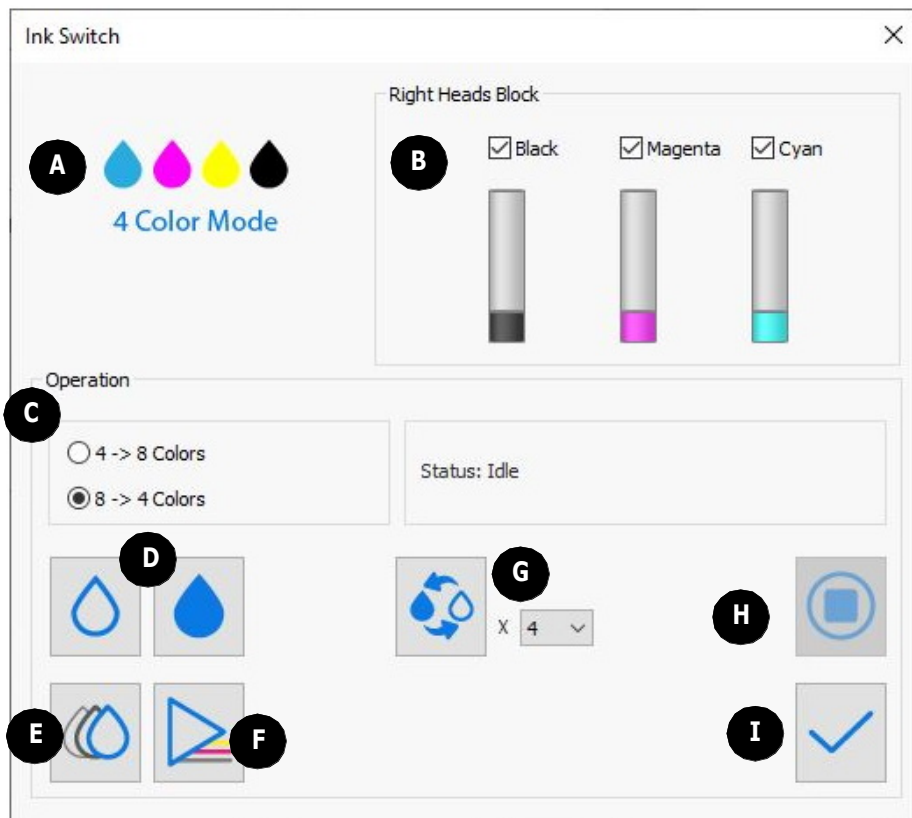 Ink Switch
Right Heads Block
A
B
Black
Magenta
Cyan
4 Color Mode
Operation
C
4 -> 8 Colors
8 -> 4 Colors
Status: Idle
D
G
X 4
H
E
F
I